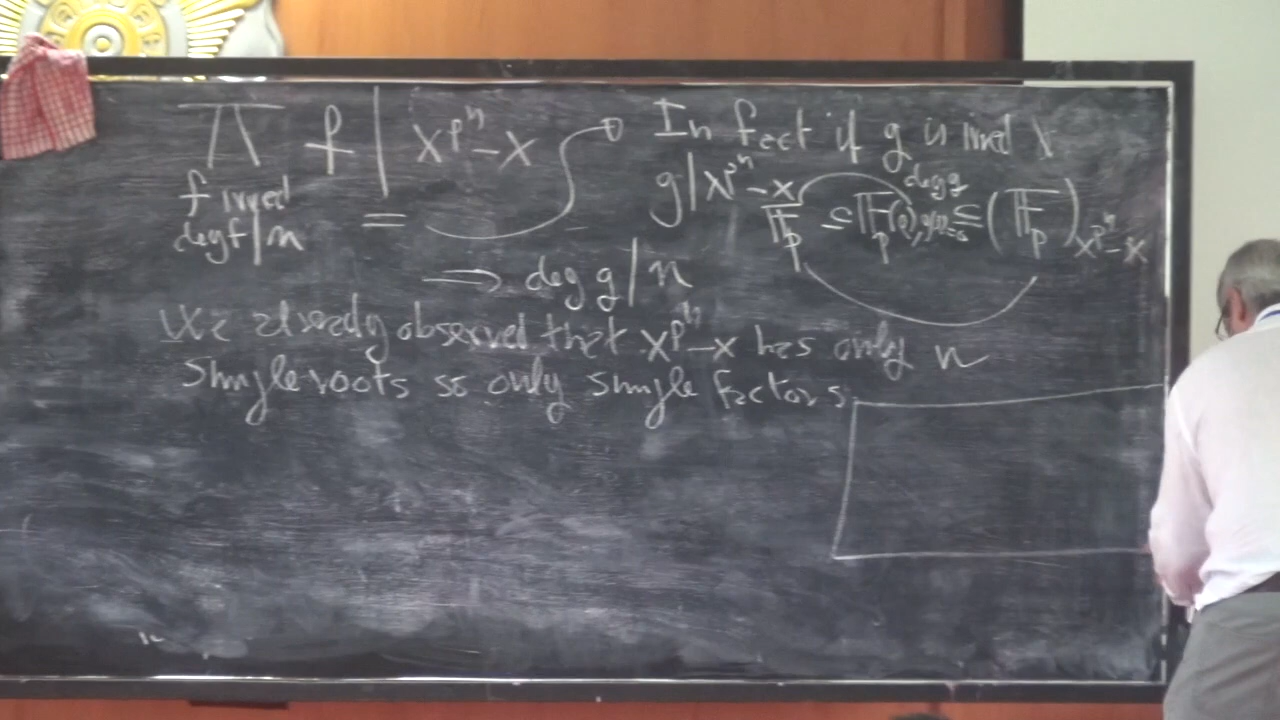 ∏ f | X^{p^n} - X
f irred
deg f | n
=
In fact if g is irred &
g | X^{p^n} - X
deg g
𝔽_p ⊆ 𝔽_p(α), g(α)=0 ⊆ (𝔽_p)_{X^{p^n} - X}
n
⇒ deg g | n
We already observed that X^{p^n} - X has only
simple roots so only simple factors.